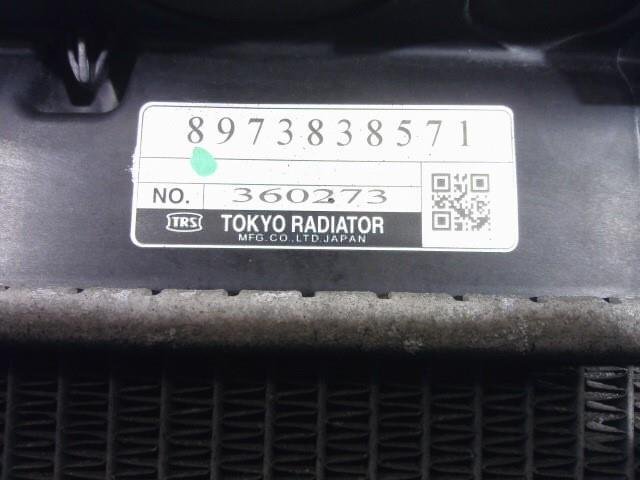 8973838571
NO. 360273
TRS TOKYO RADIATOR
MFG.CO.,LTD.JAPAN